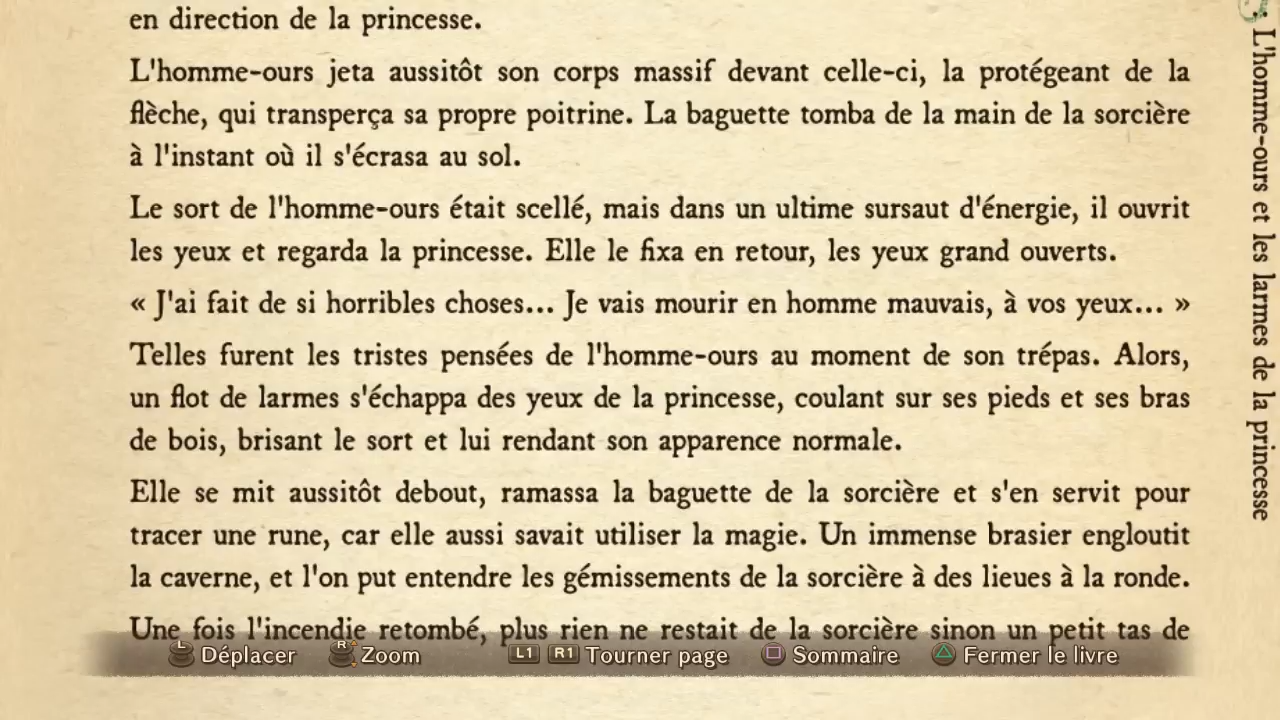 en direction de la princesse.
L'homme-ours jeta aussitôt son corps massif devant celle-ci, la protégeant de la
flèche, qui transperça sa propre poitrine. La baguette tomba de la main de la sorcière
à l'instant où il s'écrasa au sol.
Le sort de l'homme-ours était scellé, mais dans un ultime sursaut d'énergie, il ouvrit
les yeux et regarda la princesse. Elle le fixa en retour, les yeux grand ouverts.
« J'ai fait de si horribles choses... Je vais mourir en homme mauvais, à vos yeux... »
Telles furent les tristes pensées de l'homme-ours au moment de son trépas. Alors,
un flot de larmes s'échappa des yeux de la princesse, coulant sur ses pieds et ses bras
de bois, brisant le sort et lui rendant son apparence normale.
Elle se mit aussitôt debout, ramassa la baguette de la sorcière et s'en servit pour
tracer une rune, car elle aussi savait utiliser la magie. Un immense brasier engloutit
la caverne, et l'on put entendre les gémissements de la sorcière à des lieues à la ronde.
Une fois l'incendie retombé, plus rien ne restait de la sorcière sinon un petit tas de
L Déplacer R Zoom L1 R1 Tourner page Sommaire Fermer le livre
: L'homme-ours et les larmes de la princesse